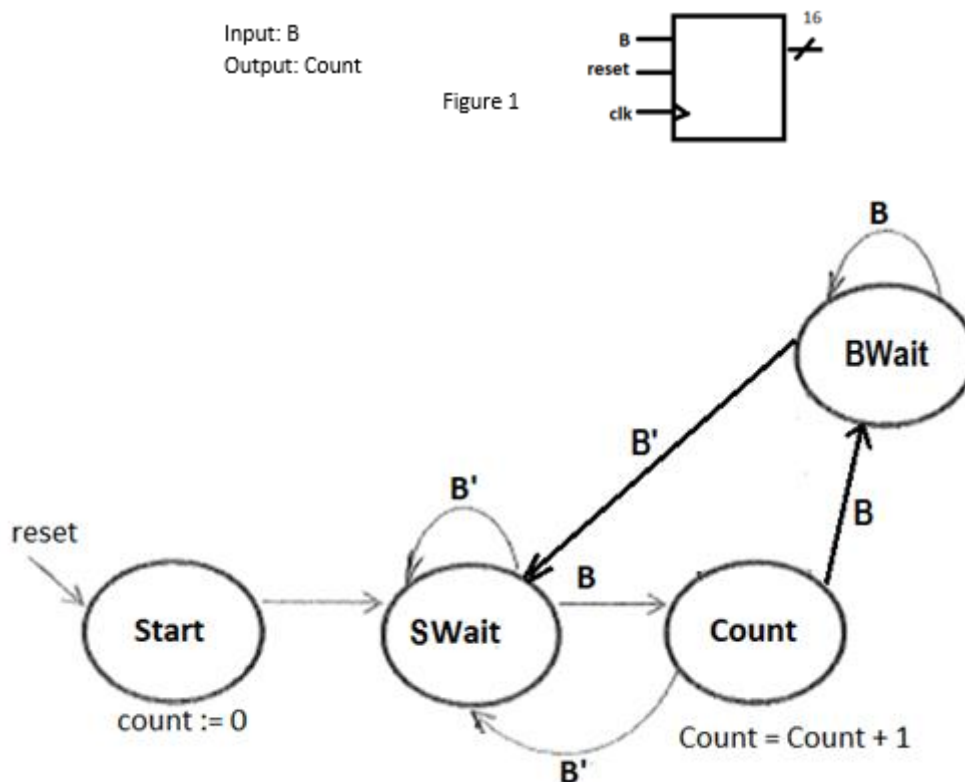 Input: B
Output: Count
Figure 1
16
B
reset
clk
B
BWait
B'
B'
B
reset
B
Start
SWait
Count
count := 0
Count = Count + 1
B'